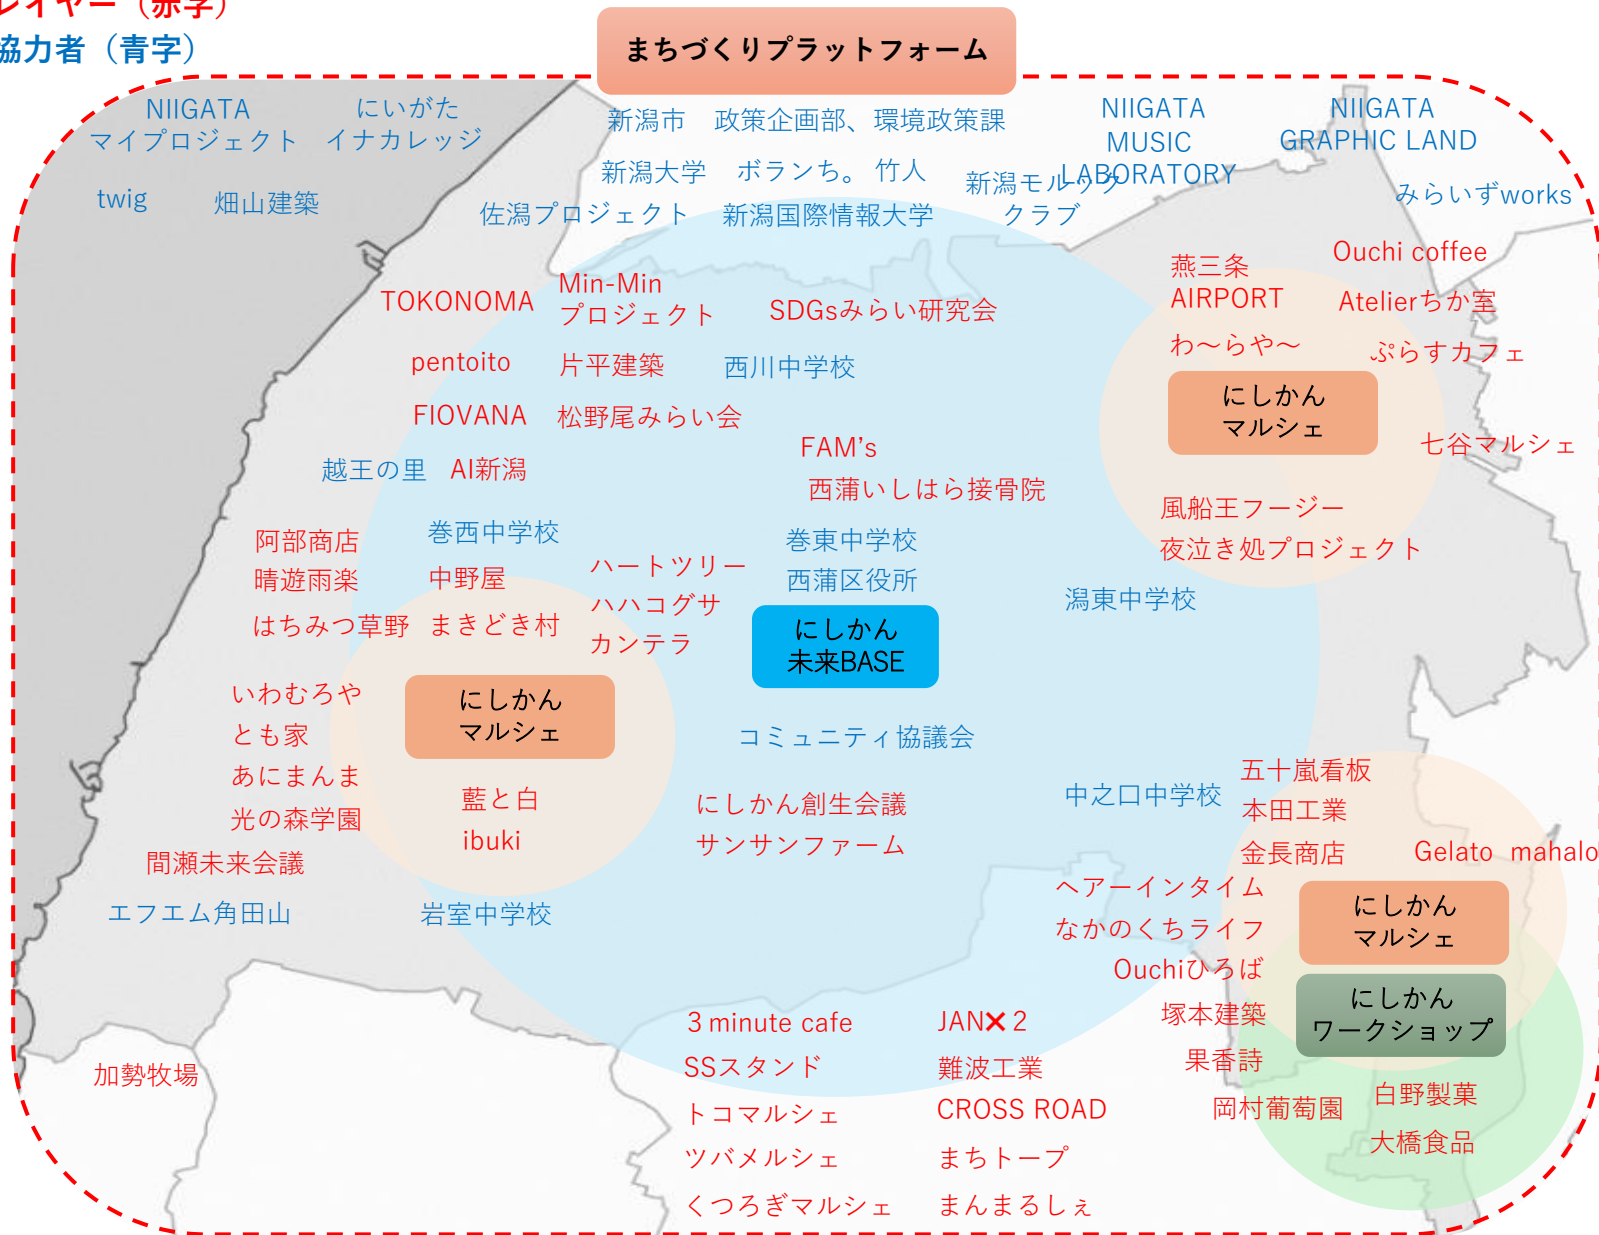 レイヤー（赤字）
協力者（青字）
まちづくりプラットフォーム
NIIGATA
マイプロジェクト
にいがた
イナカレッジ
twig
畑山建築
新潟市　政策企画部、環境政策課
新潟大学
ボランち。
竹人
佐潟プロジェクト
新潟国際情報大学
新潟モルック
クラブ
NIIGATA
MUSIC
LABORATORY
NIIGATA
GRAPHIC LAND
みらいずworks
TOKONOMA
Min-Min
プロジェクト
SDGsみらい研究会
pentoito
片平建築
西川中学校
FIOVANA
松野尾みらい会
越王の里
AI新潟
FAM's
西蒲いしはら接骨院
燕三条
AIRPORT
Ouchi coffee
Atelierちか室
わ～らや～
ぷらすカフェ
にしかん
マルシェ
七谷マルシェ
風船王フージー
夜泣き処プロジェクト
阿部商店
晴遊雨楽
はちみつ草野
巻西中学校
中野屋
まきどき村
ハートツリー
ハハコグサ
カンテラ
巻東中学校
西蒲区役所
にしかん
未来BASE
潟東中学校
いわむろや
とも家
あにまんま
光の森学園
間瀬未来会議
エフエム角田山
にしかん
マルシェ
藍と白
ibuki
岩室中学校
コミュニティ協議会
にしかん創生会議
サンサンファーム
中之口中学校
五十嵐看板
本田工業
金長商店
Gelato mahalo
ヘアーインタイム
なかのくちライフ
Ouchiひろば
塚本建築
果香詩
岡村葡萄園
にしかん
マルシェ
にしかん
ワークショップ
白野製菓
大橋食品
加勢牧場
3 minute cafe
SSスタンド
トコマルシェ
ツバメルシェ
くつろぎマルシェ
JAN✖2
難波工業
CROSS ROAD
まちトープ
まんまるしぇ